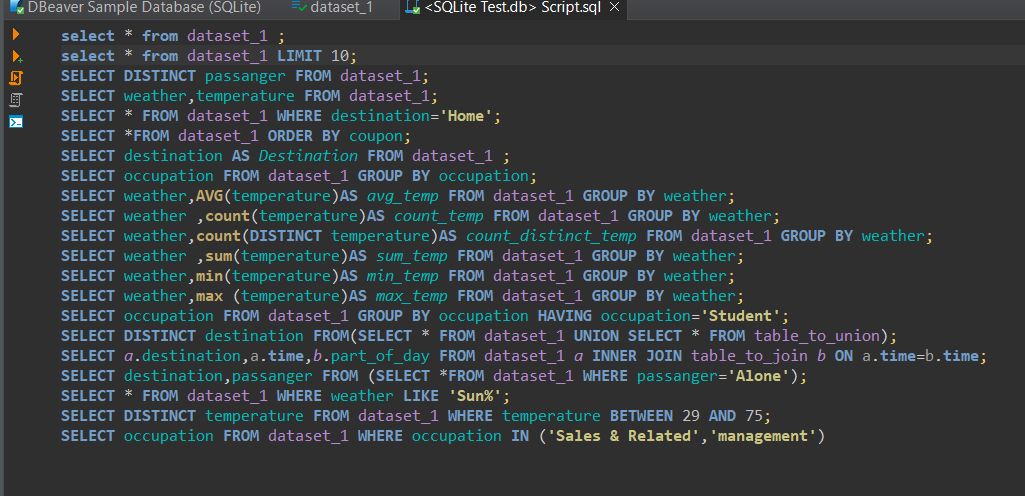 DBeaver Sample Database (SQLite) dataset_1 <SQLite Test.db> Script.sql
select * from dataset_1 ;
select * from dataset_1 LIMIT 10;
SELECT DISTINCT passanger FROM dataset_1;
SELECT weather,temperature FROM dataset_1;
SELECT * FROM dataset_1 WHERE destination='Home';
SELECT *FROM dataset_1 ORDER BY coupon;
SELECT destination AS Destination FROM dataset_1 ;
SELECT occupation FROM dataset_1 GROUP BY occupation;
SELECT weather,AVG(temperature)AS avg_temp FROM dataset_1 GROUP BY weather;
SELECT weather ,count(temperature)AS count_temp FROM dataset_1 GROUP BY weather;
SELECT weather,count(DISTINCT temperature)AS count_distinct_temp FROM dataset_1 GROUP BY weather;
SELECT weather ,sum(temperature)AS sum_temp FROM dataset_1 GROUP BY weather;
SELECT weather,min(temperature)AS min_temp FROM dataset_1 GROUP BY weather;
SELECT weather,max (temperature)AS max_temp FROM dataset_1 GROUP BY weather;
SELECT occupation FROM dataset_1 GROUP BY occupation HAVING occupation='Student';
SELECT DISTINCT destination FROM(SELECT * FROM dataset_1 UNION SELECT * FROM table_to_union);
SELECT a.destination,a.time,b.part_of_day FROM dataset_1 a INNER JOIN table_to_join b ON a.time=b.time;
SELECT destination,passanger FROM (SELECT *FROM dataset_1 WHERE passanger='Alone');
SELECT * FROM dataset_1 WHERE weather LIKE 'Sun%';
SELECT DISTINCT temperature FROM dataset_1 WHERE temperature BETWEEN 29 AND 75;
SELECT occupation FROM dataset_1 WHERE occupation IN ('Sales & Related','management')